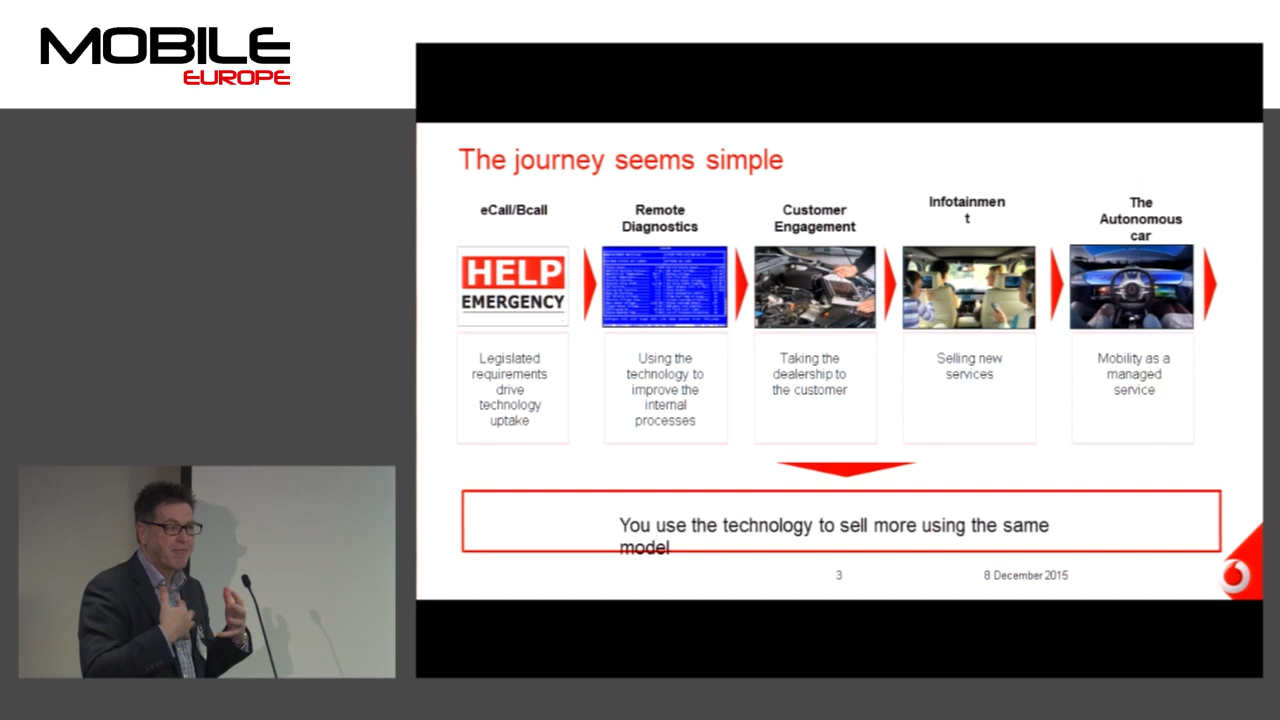 MOBILE
EUROPE
The journey seems simple
eCall/Bcall
Remote
Diagnostics
Customer
Engagement
Infotainmen
t
The
Autonomous
car
HELP
EMERGENCY
Legislated
requirements
drive
technology
uptake
Using the
technology to
improve the
internal
processes
Taking the
dealership to
the customer
Selling new
services
Mobility as a
managed
service
You use the technology to sell more using the same
model
3
8 December 2015